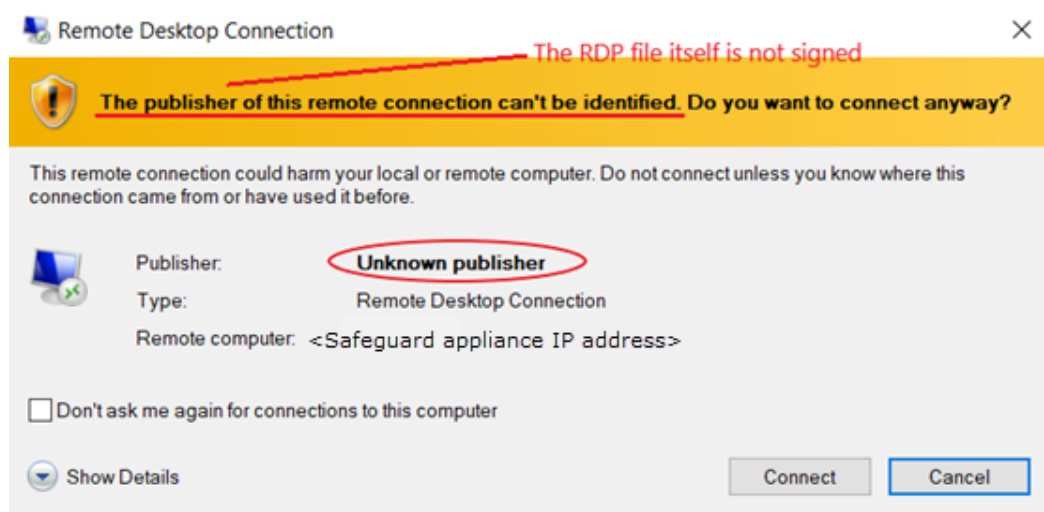 Remote Desktop Connection
The RDP file itself is not signed
The publisher of this remote connection can't be identified. Do you want to connect anyway?
This remote connection could harm your local or remote computer. Do not connect unless you know where this
connection came from or have used it before.
Publisher: Unknown publisher
Type: Remote Desktop Connection
Remote computer: <Safeguard appliance IP address>
Don't ask me again for connections to this computer
Show Details Connect Cancel